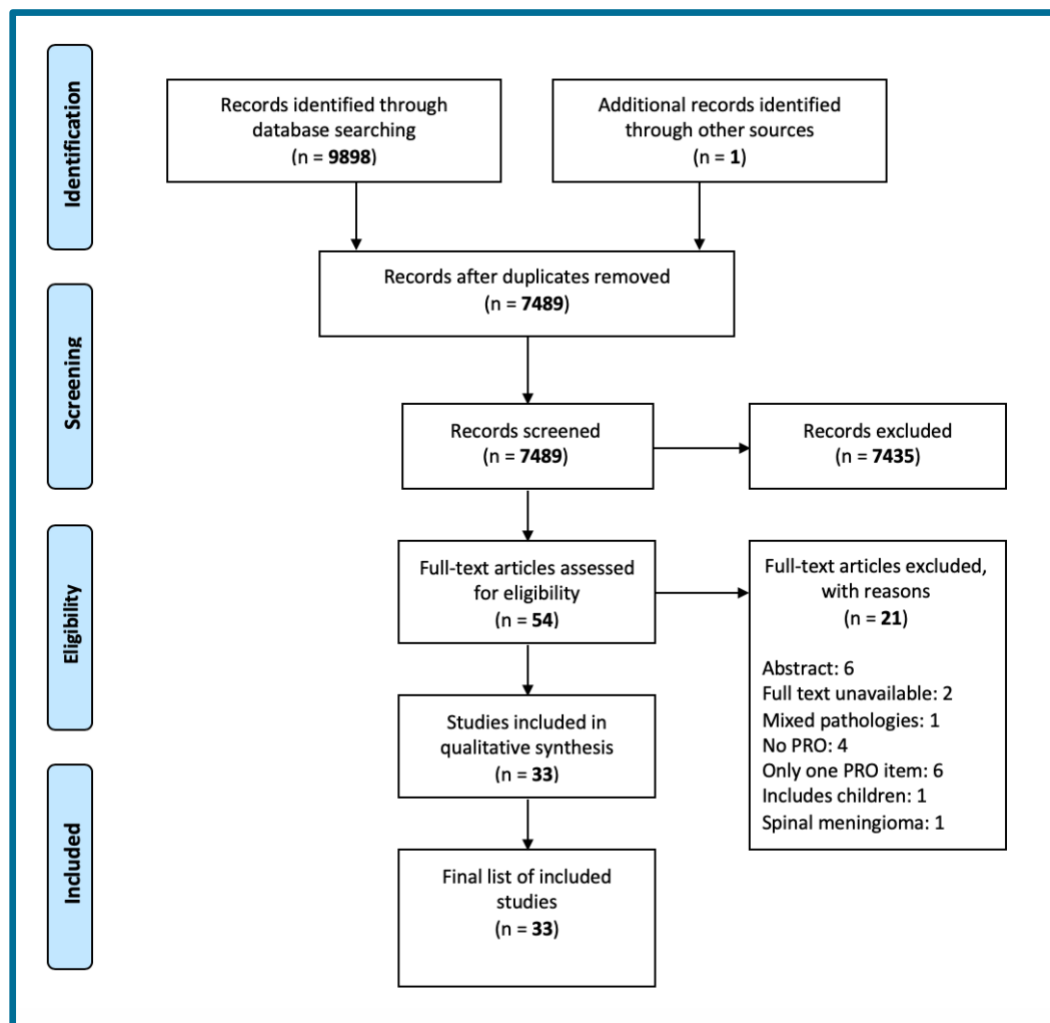 Identification
Records identified through
database searching
(n = 9898)
Additional records identified
through other sources
(n = 1)
Records after duplicates removed
(n = 7489)
Screening
Records screened
(n = 7489)
Records excluded
(n = 7435)
Eligibility
Full-text articles assessed
for eligibility
(n = 54)
Full-text articles excluded,
with reasons
(n = 21)
Abstract: 6
Full text unavailable: 2
Mixed pathologies: 1
No PRO: 4
Only one PRO item: 6
Includes children: 1
Spinal meningioma: 1
Studies included in
qualitative synthesis
(n = 33)
Included
Final list of included
studies
(n = 33)